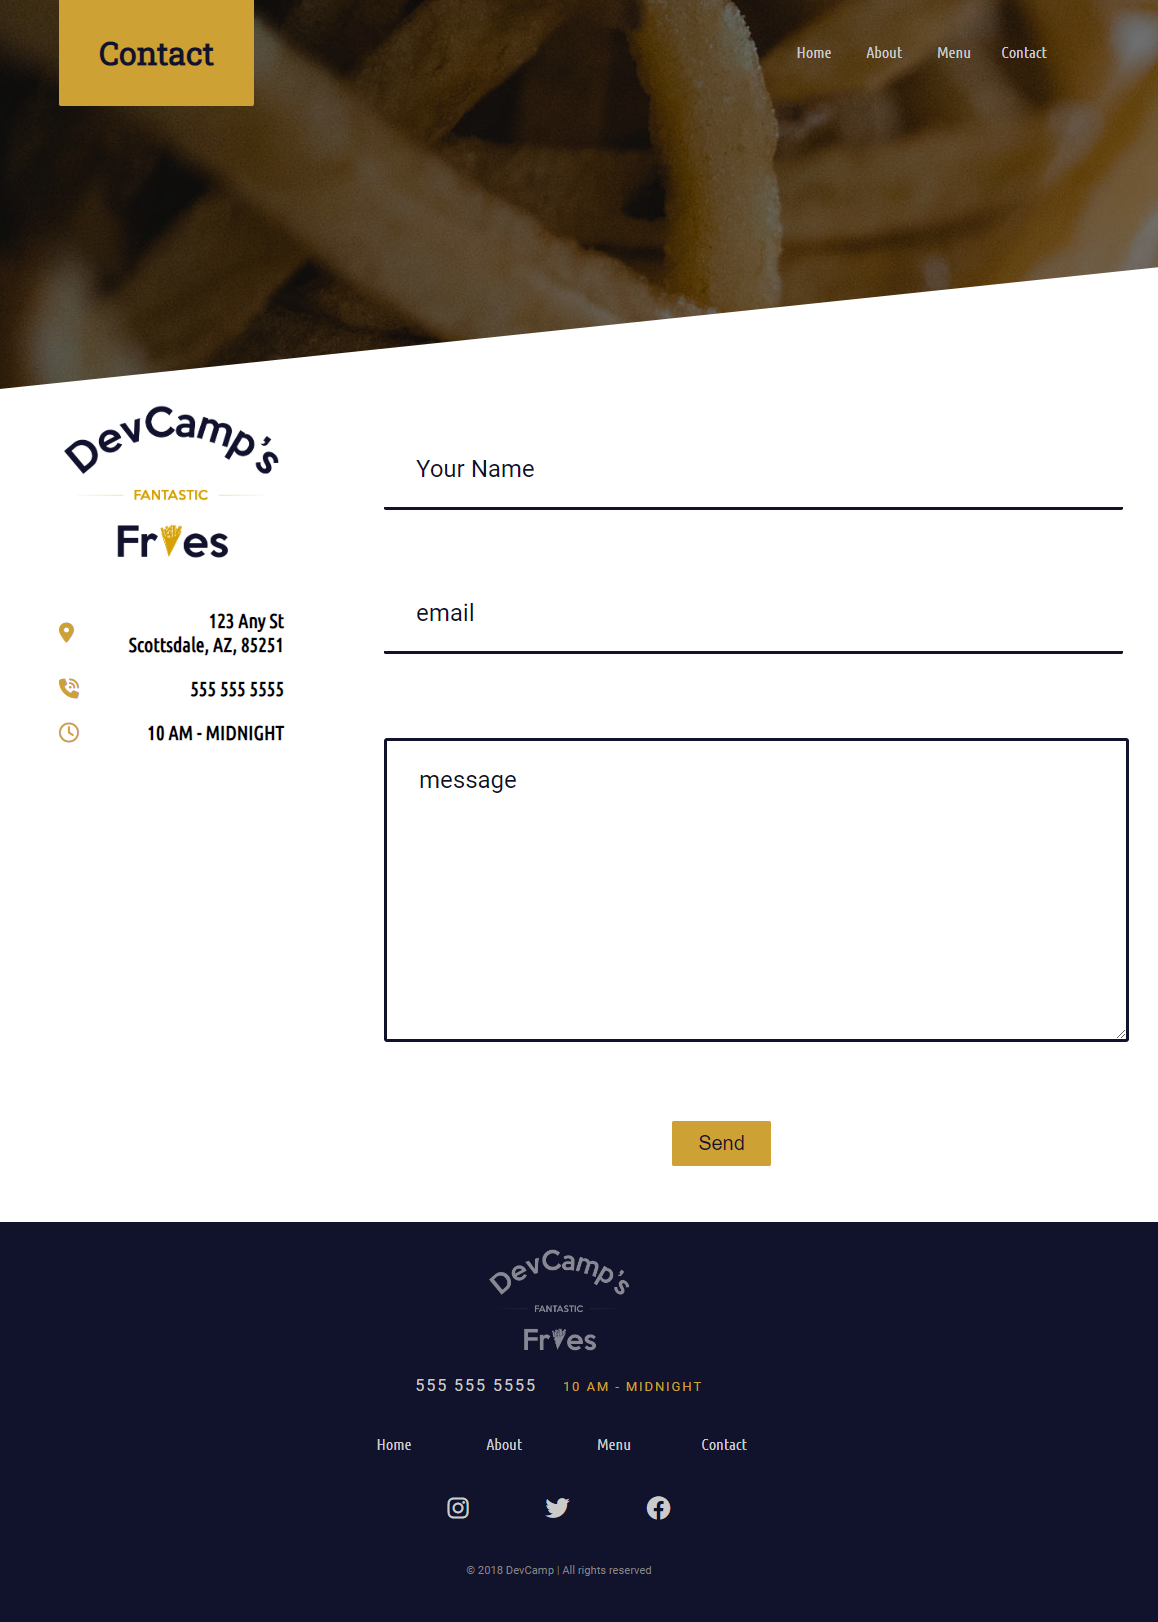 Contact
Home About Menu Contact
DevCamp's
FANTASTIC
Fries
Your Name
email
123 Any St
Scottsdale, AZ, 85251
555 555 5555
10 AM - MIDNIGHT
message
Send
DevCamp's
FANTASTIC
Fries
555 555 5555 10 AM - MIDNIGHT
Home About Menu Contact
© 2018 DevCamp | All rights reserved